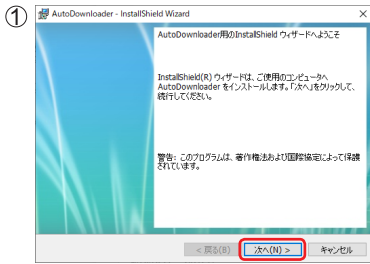 ①
AutoDownloader - InstallShield Wizard
AutoDownloader用のInstallShield ウィザードへようこそ
InstallShield(R) ウィザードは、ご使用のコンピュータへ
AutoDownloader をインストールします。「次へ」をクリックして、
続行してください。
警告: このプログラムは、著作権法および国際協定によって保護
されています。
< 戻る(B)
次へ(N) >
キャンセル